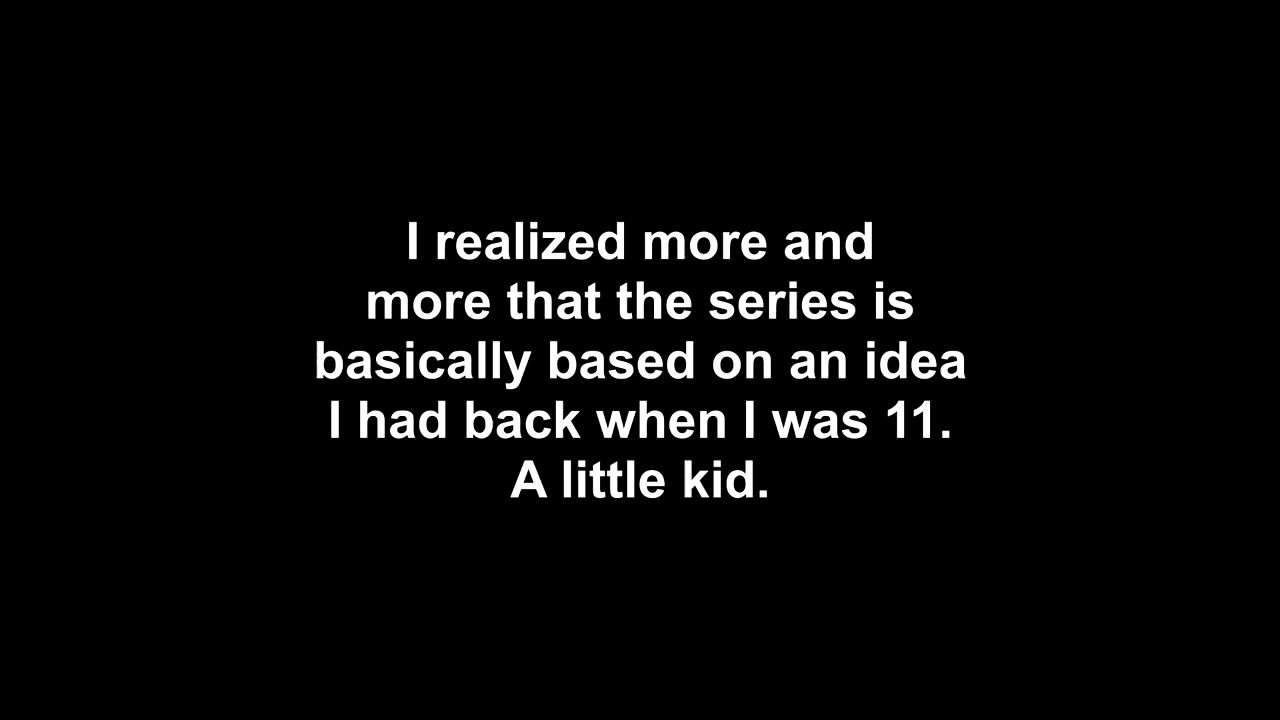 I realized more and
more that the series is
basically based on an idea
I had back when I was 11.
A little kid.